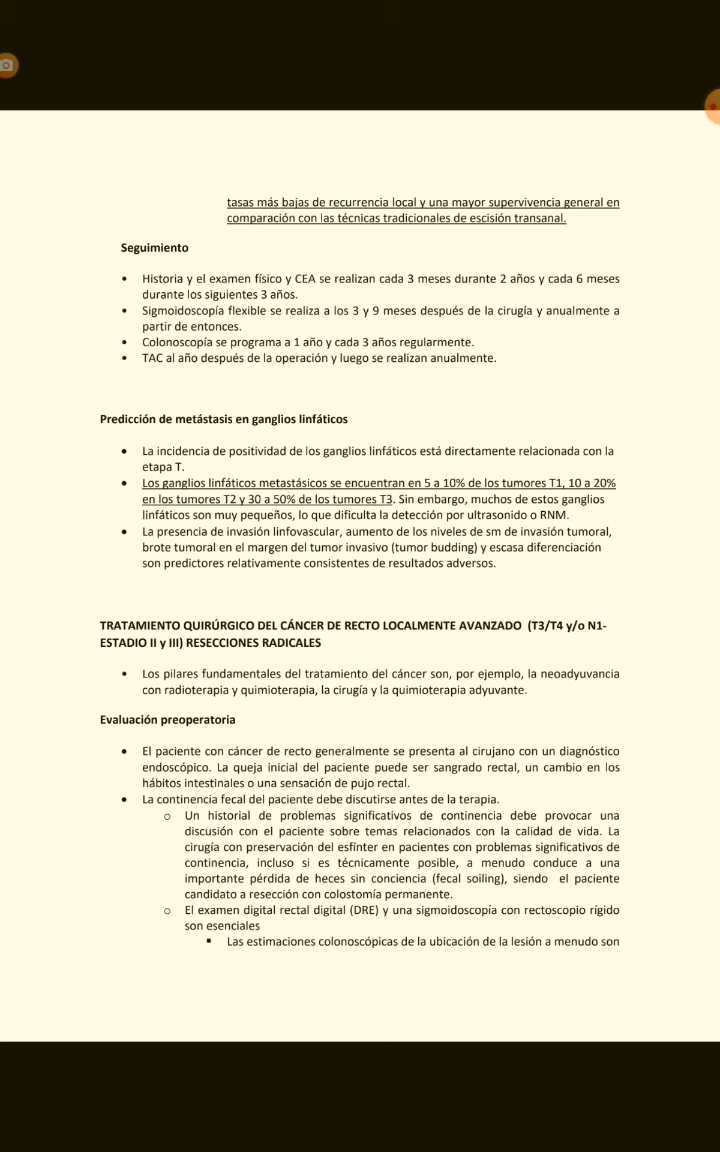 tasas más bajas de recurrencia local y una mayor supervivencia general en
comparación con las técnicas tradicionales de escisión transanal.
Seguimiento
• Historia y el examen físico y CEA se realizan cada 3 meses durante 2 años y cada 6 meses
durante los siguientes 3 años.
• Sigmoidoscopía flexible se realiza a los 3 y 9 meses después de la cirugía y anualmente a
partir de entonces.
• Colonoscopía se programa a 1 año y cada 3 años regularmente.
• TAC al año después de la operación y luego se realizan anualmente.
Predicción de metástasis en ganglios linfáticos
• La incidencia de positividad de los ganglios linfáticos está directamente relacionada con la
etapa T.
• Los ganglios linfáticos metastásicos se encuentran en 5 a 10% de los tumores T1, 10 a 20%
en los tumores T2 y 30 a 50% de los tumores T3. Sin embargo, muchos de estos ganglios
linfáticos son muy pequeños, lo que dificulta la detección por ultrasonido o RNM.
• La presencia de invasión linfovascular, aumento de los niveles de sm de invasión tumoral,
brote tumoral en el margen del tumor invasivo (tumor budding) y escasa diferenciación
son predictores relativamente consistentes de resultados adversos.
TRATAMIENTO QUIRÚRGICO DEL CÁNCER DE RECTO LOCALMENTE AVANZADO (T3/T4 y/o N1-
ESTADIO II y III) RESECCIONES RADICALES
• Los pilares fundamentales del tratamiento del cáncer son, por ejemplo, la neoadyuvancia
con radioterapia y quimioterapia, la cirugía y la quimioterapia adyuvante.
Evaluación preoperatoria
• El paciente con cáncer de recto generalmente se presenta al cirujano con un diagnóstico
endoscópico. La queja inicial del paciente puede ser sangrado rectal, un cambio en los
hábitos intestinales o una sensación de pujo rectal.
• La continencia fecal del paciente debe discutirse antes de la terapia.
o Un historial de problemas significativos de continencia debe provocar una
discusión con el paciente sobre temas relacionados con la calidad de vida. La
cirugía con preservación del esfínter en pacientes con problemas significativos de
continencia, incluso si es técnicamente posible, a menudo conduce a una
importante pérdida de heces sin conciencia (fecal soiling), siendo el paciente
candidato a resección con colostomía permanente.
o El examen digital rectal digital (DRE) y una sigmoidoscopía con rectoscopio rígido
son esenciales
▪ Las estimaciones colonoscópicas de la ubicación de la lesión a menudo son